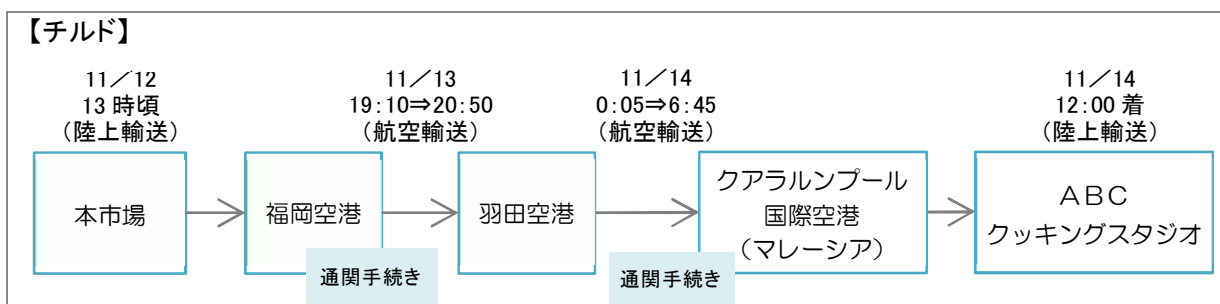 【チルド】
11／12
13 時頃
（陸上輸送）
11／13
19:10⇒20:50
（航空輸送）
11／14
0:05⇒6:45
（航空輸送）
11／14
12:00 着
（陸上輸送）
本市場
福岡空港
羽田空港
クアラルンプール
国際空港
（マレーシア）
ＡＢＣ
クッキングスタジオ
通関手続き
通関手続き